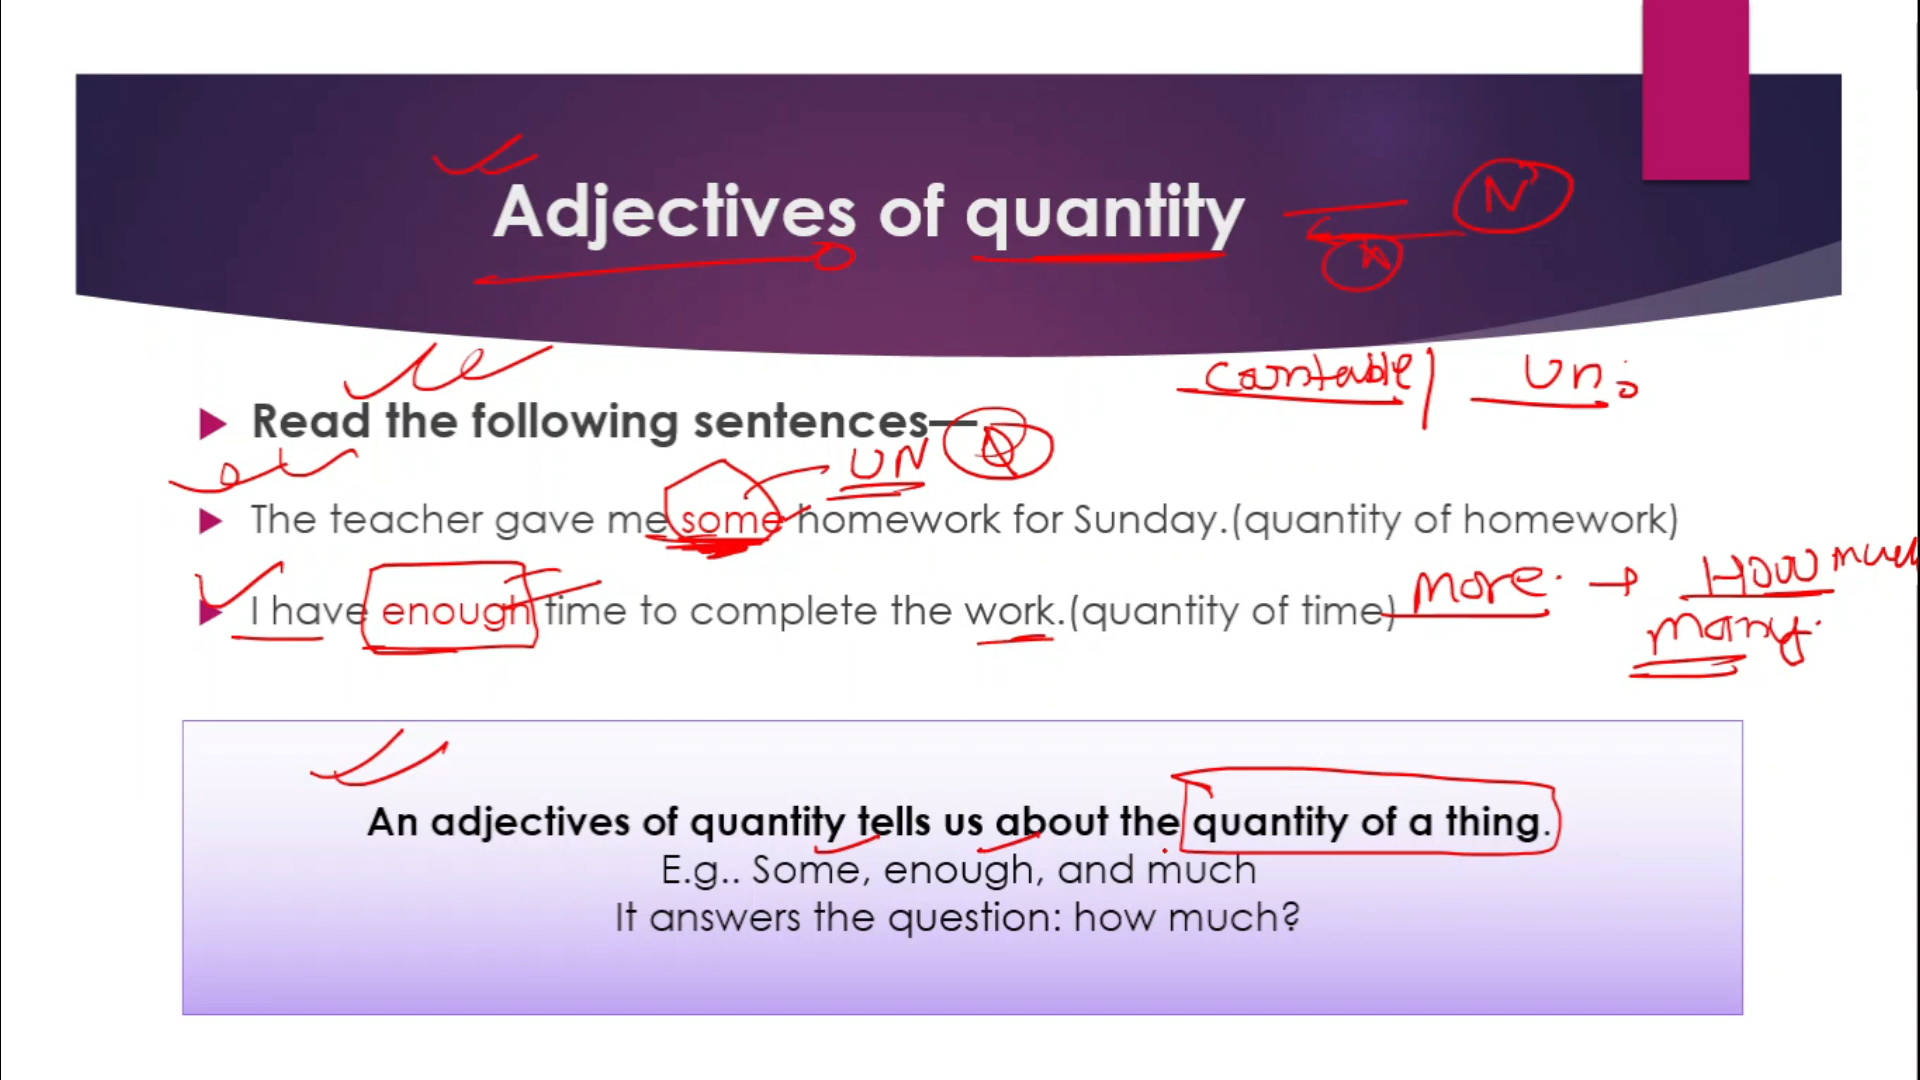 Adjectives of quantity
N
A
countable / Un:
Read the following sentences—
UN
The teacher gave me some homework for Sunday.(quantity of homework)
I have enough time to complete the work.(quantity of time)
more. → How much
many.
An adjectives of quantity tells us about the quantity of a thing.
E.g.. Some, enough, and much
It answers the question: how much?